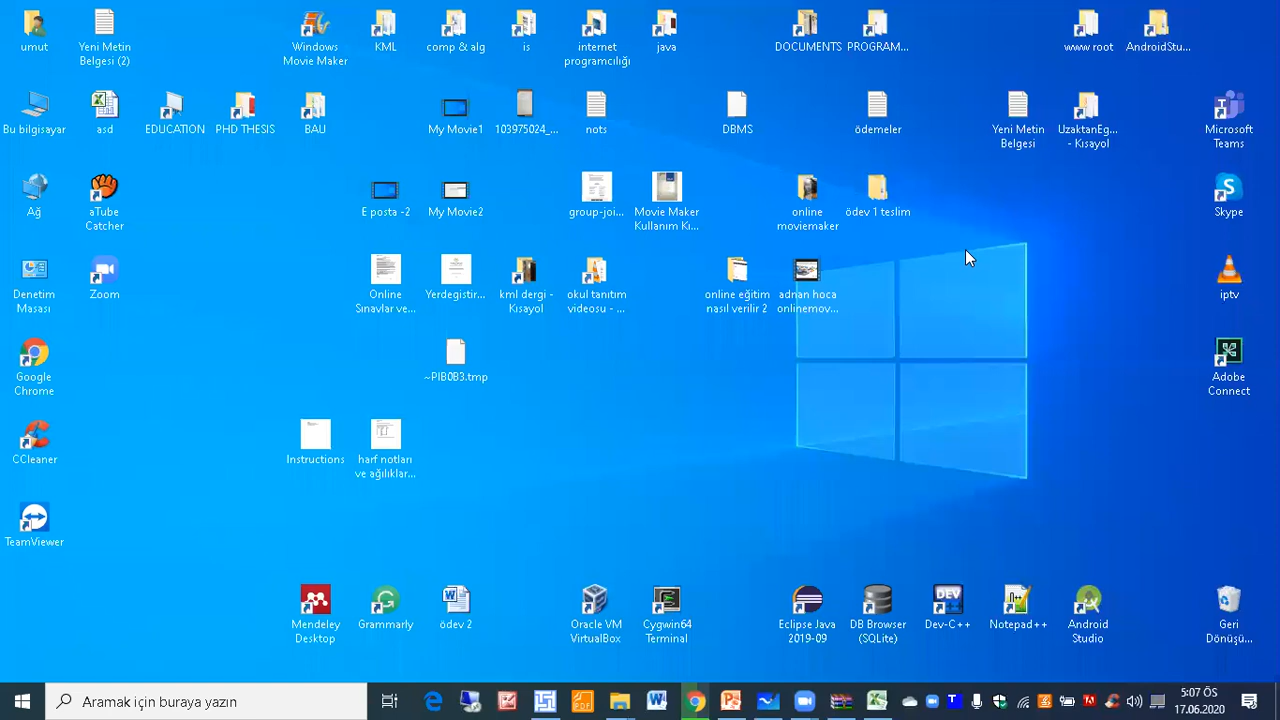 umut
Yeni Metin
Belgesi (2)
Windows
Movie Maker
KML
comp & alg
is
internet
programcılığı
java
DOCUMENTS
PROGRAM...
www root
AndroidStu...
Bu bilgisayar
asd
EDUCATION
PHD THESIS
BAU
My Movie1
103975024_...
nots
DBMS
ödemeler
Yeni Metin
Belgesi
UzaktanEg...
- Kısayol
Microsoft
Teams
Ağ
aTube
Catcher
E posta -2
My Movie2
group-joi...
Movie Maker
Kullanım Kı...
online
moviemaker
ödev 1 teslim
Skype
Denetim
Masası
Zoom
Online
Sınavlar ve...
Yerdegistir...
kml dergi -
Kısayol
okul tanıtım
videosu - ...
online eğitim
nasıl verilir 2
adnan hoca
onlinemov...
iptv
Google
Chrome
~PIB0B3.tmp
Adobe
Connect
CCleaner
Instructions
harf notları
ve ağılıklar...
TeamViewer
Mendeley
Desktop
Grammarly
ödev 2
Oracle VM
VirtualBox
Cygwin64
Terminal
Eclipse Java
2019-09
DB Browser
(SQLite)
DEV
Dev-C++
Notepad++
Android
Studio
Geri
Dönüşü...
Aramak için buraya yazın
5:07 ÖS
17.06.2020